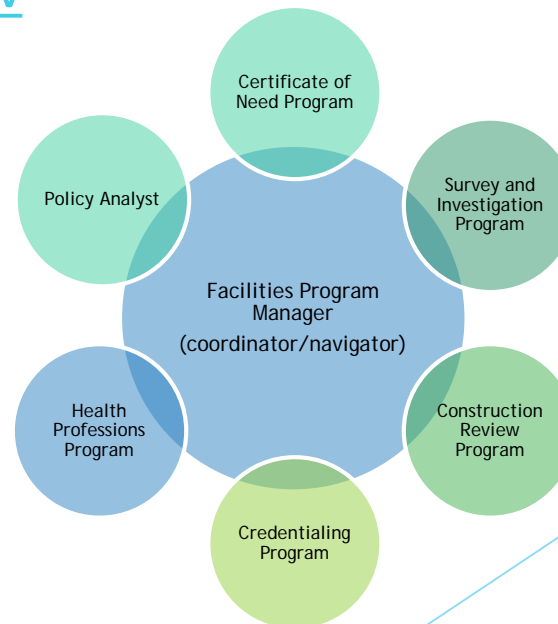 Certificate of
Need Program
Policy Analyst
Survey and
Investigation
Program
Facilities Program
Manager
(coordinator/navigator)
Health
Professions
Program
Construction
Review
Program
Credentialing
Program